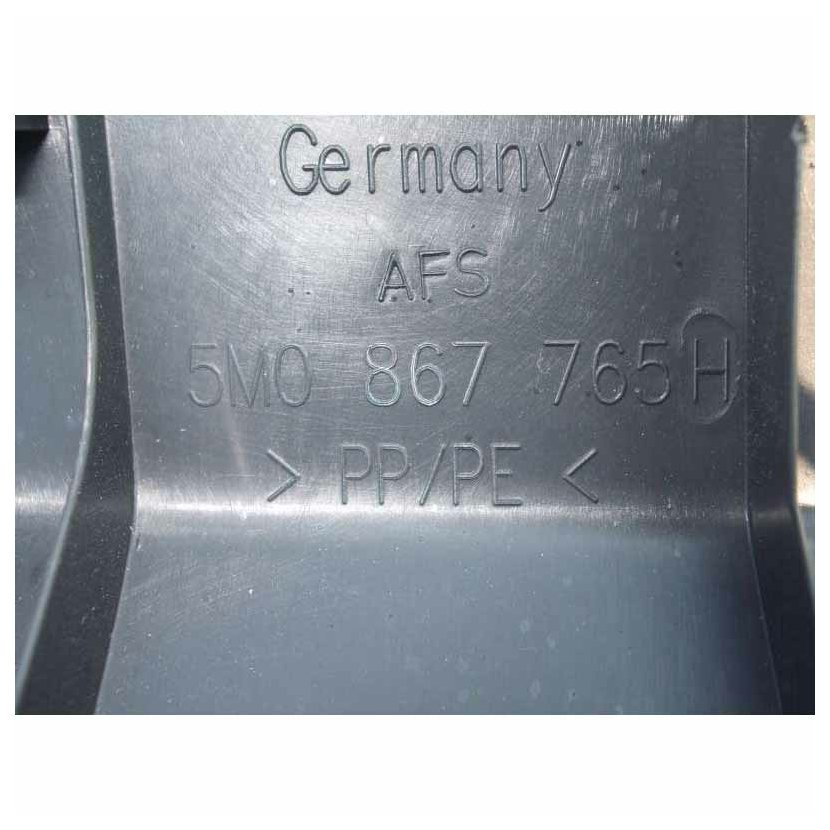 Germany
AFS
5M0 867 765 H
> PP/PE <